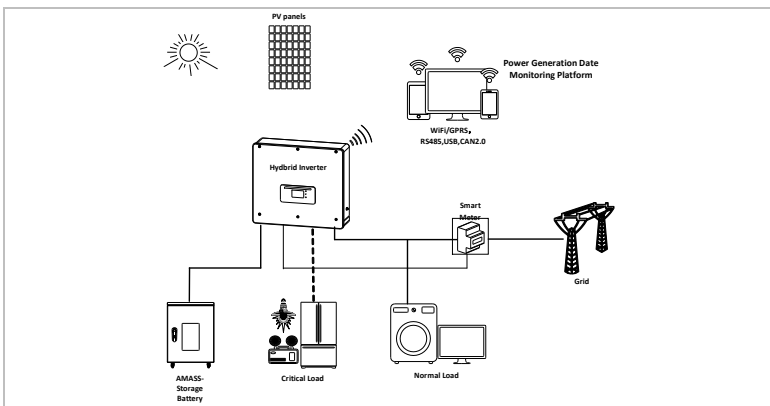 PV panels
Power Generation Date
Monitoring Platform
WiFi/GPRS,
RS485,USB,CAN2.0
Hydbrid Inverter
Smart
Meter
Grid
AMASS-
Storage
Battery
Critical Load
Normal Load